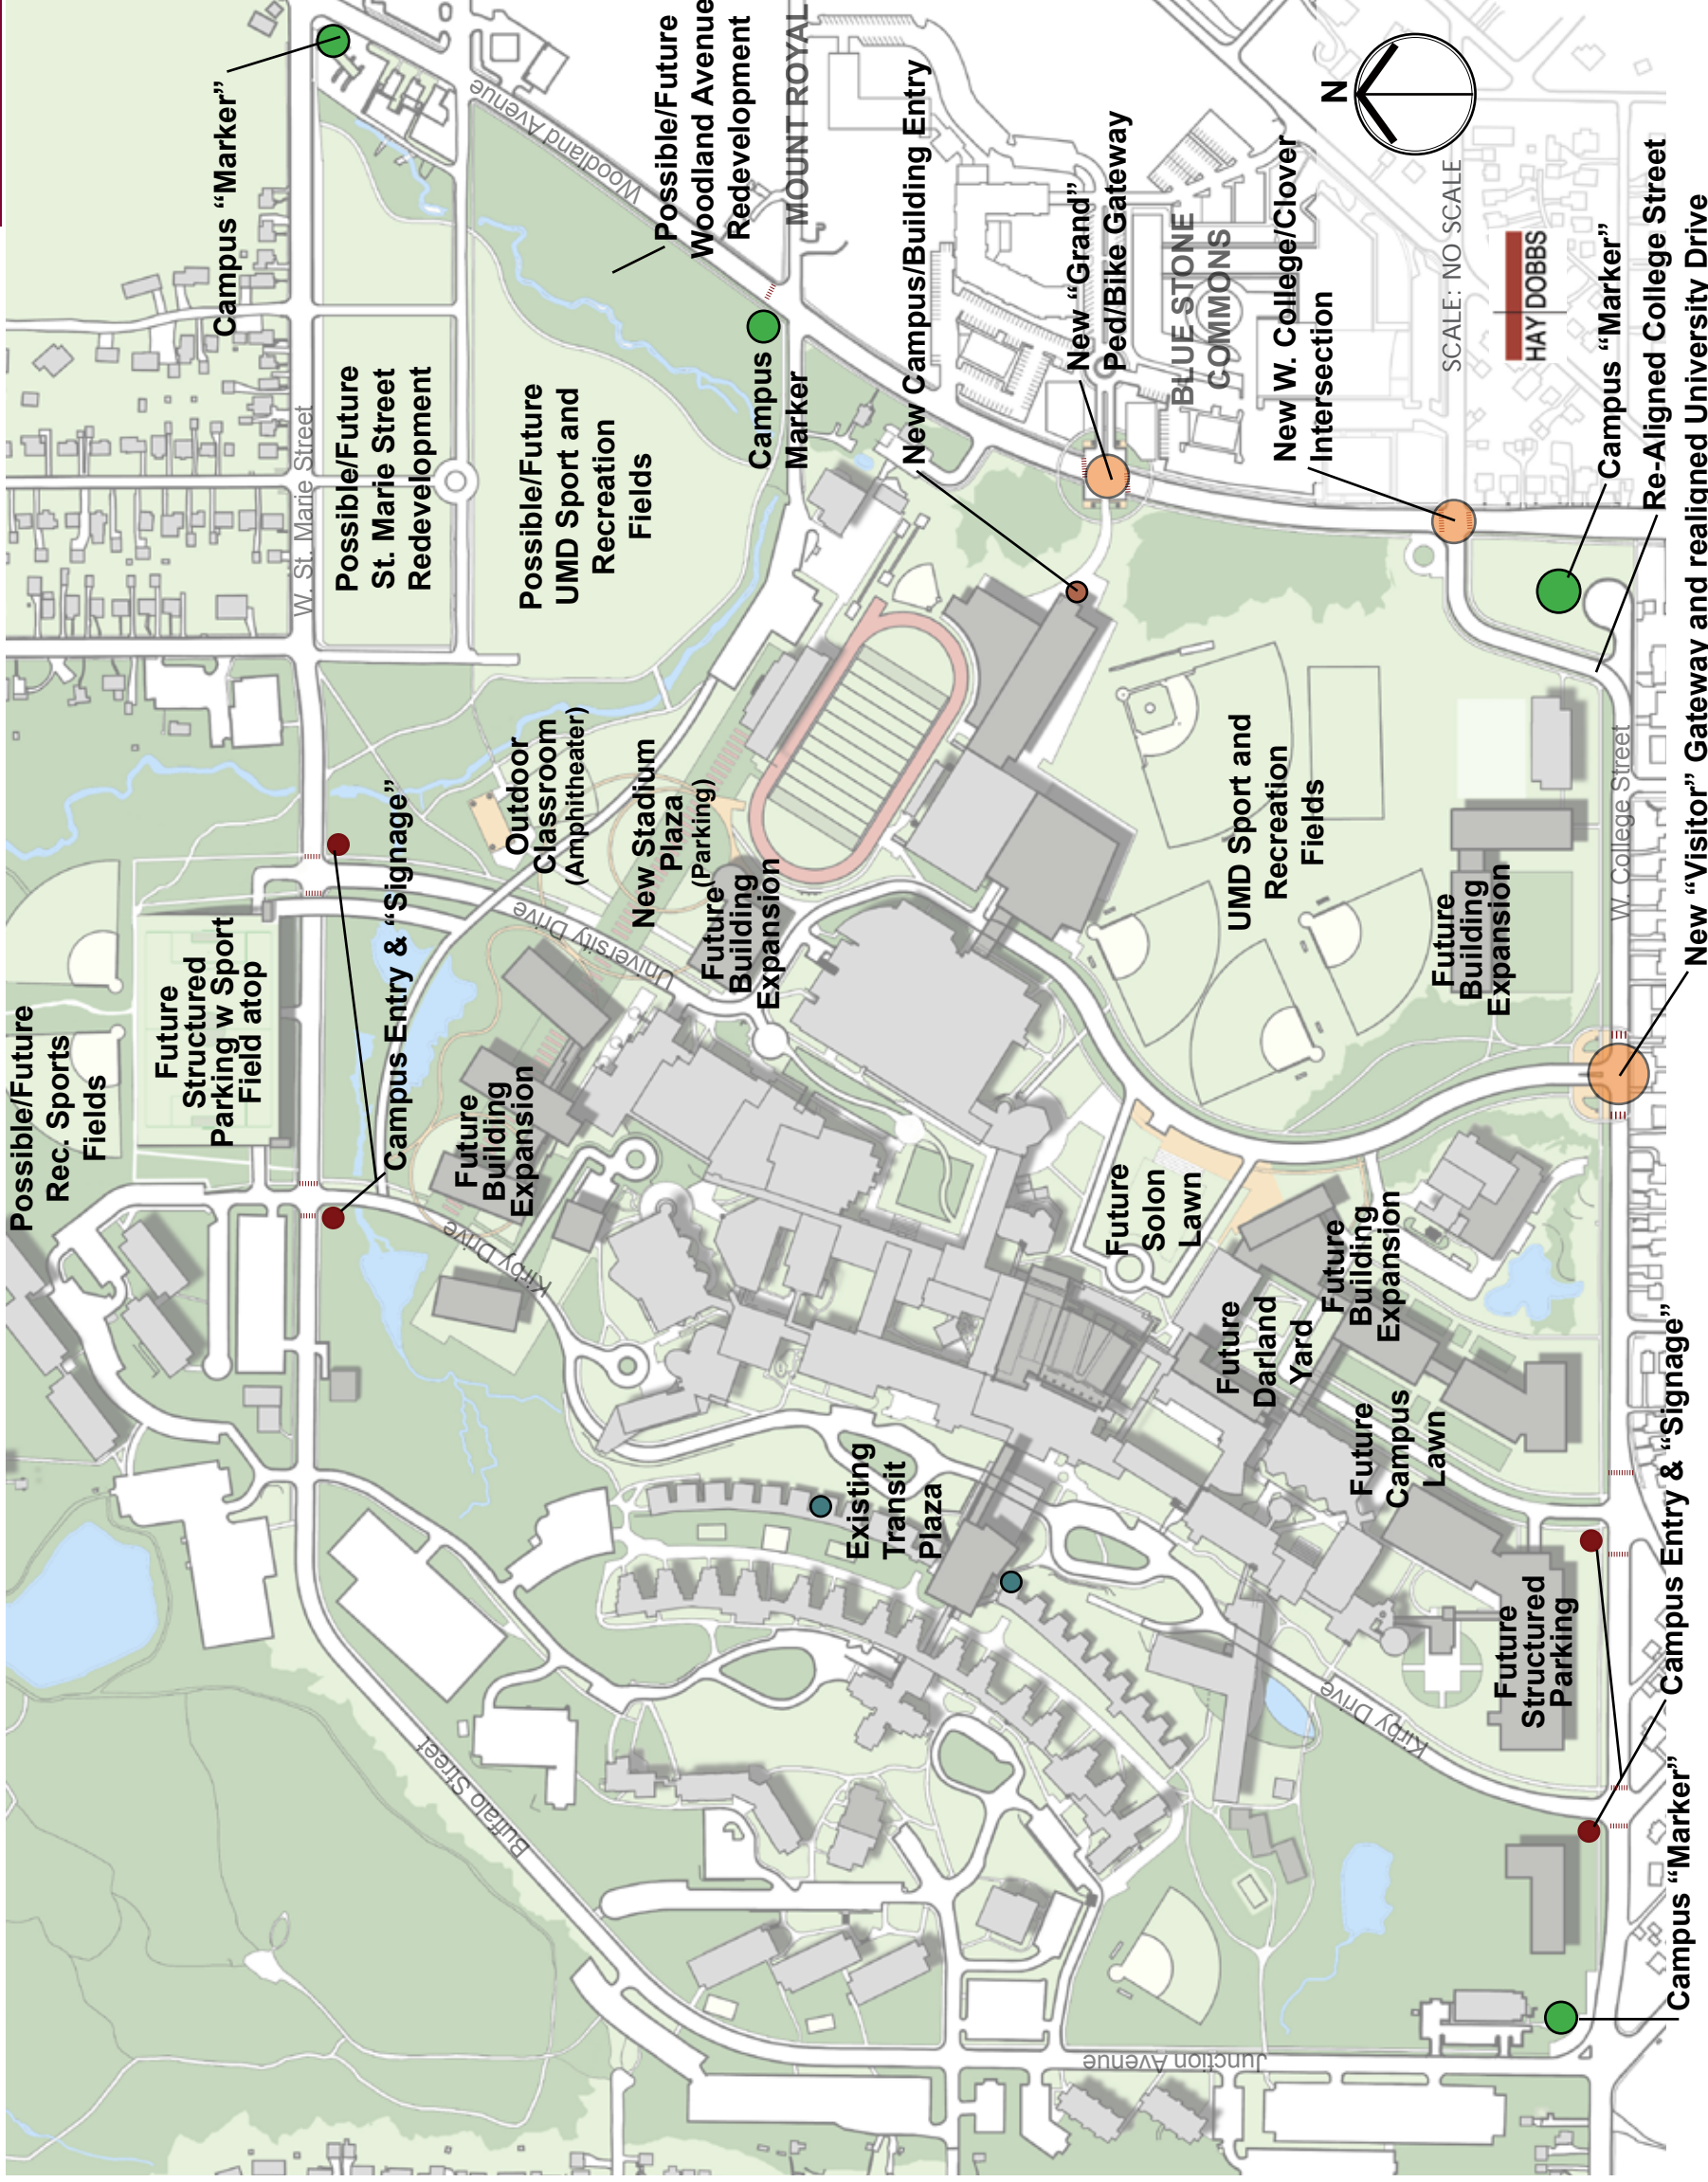 Campus “Marker”
W. St. Marie Street
Possible/Future
St. Marie Street
Redevelopment
Possible/Future
UMD Sport and
Recreation
Fields
Woodland Avenue
Possible/Future
Woodland Avenue
Redevelopment
MOUNT ROYAL
Campus
Marker
New Campus/Building Entry
New “Grand”
Ped/Bike Gateway
BLUESTONE
COMMONS
New W. College/Clover
Intersection
N
SCALE: NO SCALE
HAY DOBBS
Campus “Marker”
Re-Aligned College Street
New “Visitor” Gateway and realigned University Drive
Possible/Future
Rec. Sports
Fields
Future
Structured
Parking w Sport
Field atop
Campus Entry & “Signage”
Outdoor
Classroom
(Amphitheater)
New Stadium
Plaza
(Parking)
University Drive
Future
Building
Expansion
Future
Building
Expansion
Kirby Drive
UMD Sport and
Recreation
Fields
Future
Building
Expansion
W. College Street
Future
Solon
Lawn
Future
Darland
Yard
Future
Building
Expansion
Future
Campus
Lawn
Existing
Transit
Plaza
Future
Structured
Parking
Kirby Drive
Campus Entry & “Signage”
Buffalo Street
Junction Avenue
Campus “Marker”